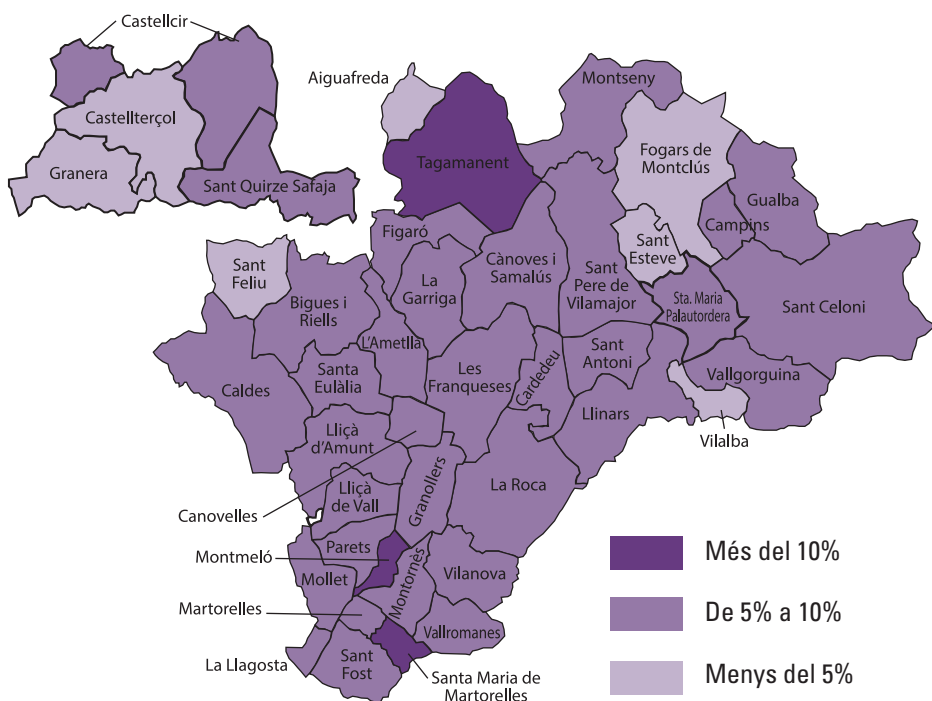 Castellcir
Aiguafreda
Montseny
Castellterçol
Tagamanent
Fogars de
Montclús
Granera
Sant Quirze Safaja
Gualba
Campins
Figaró
Sant
Esteve
Cànoves i
Samalús
Sant
Feliu
La
Garriga
Sant
Pere de
Vilamajor
Bigues i
Riells
Sta. Maria
Palautordera
Sant Celoni
L'Ametlla
Sant
Antoni
Santa
Eulàlia
Les
Franqueses
Cardedeu
Vallgorguina
Caldes
Llinars
Lliçà
d'Amunt
Vilalba
Lliçà
de Vall
Granollers
La Roca
Canovelles
Parets
Montmeló
Més del 10%
Mollet
Montornès
Vilanova
Martorelles
De 5% a 10%
Vallromanes
La Llagosta
Sant
Fost
Santa Maria de
Martorelles
Menys del 5%